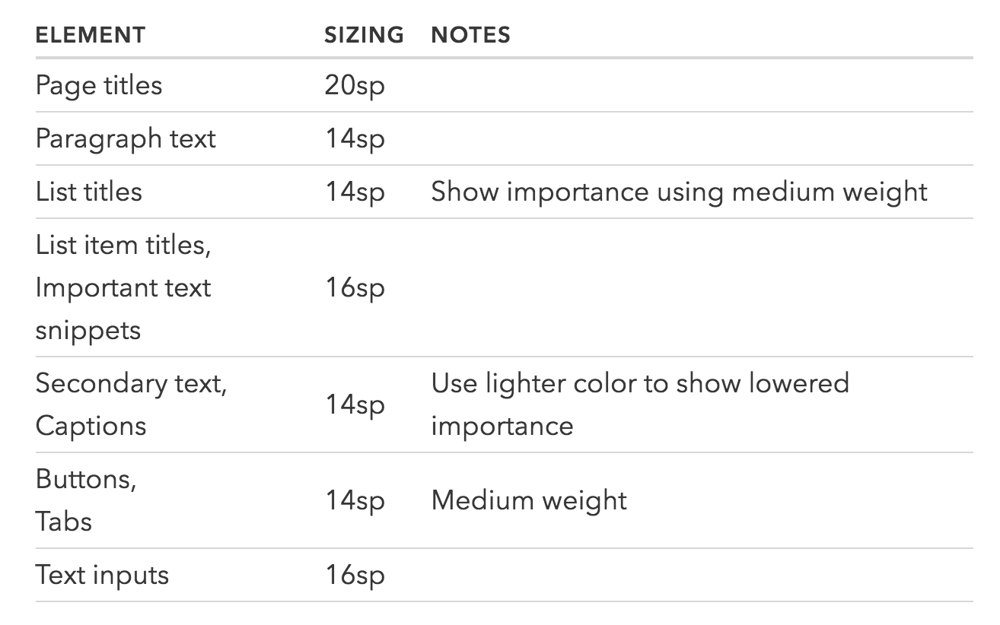 ELEMENT SIZING NOTES
Page titles 20sp
Paragraph text 14sp
List titles 14sp Show importance using medium weight
List item titles,
Important text 16sp
snippets
Secondary text, Use lighter color to show lowered
14sp
Captions importance
Buttons,
14sp Medium weight
Tabs
Text inputs 16sp